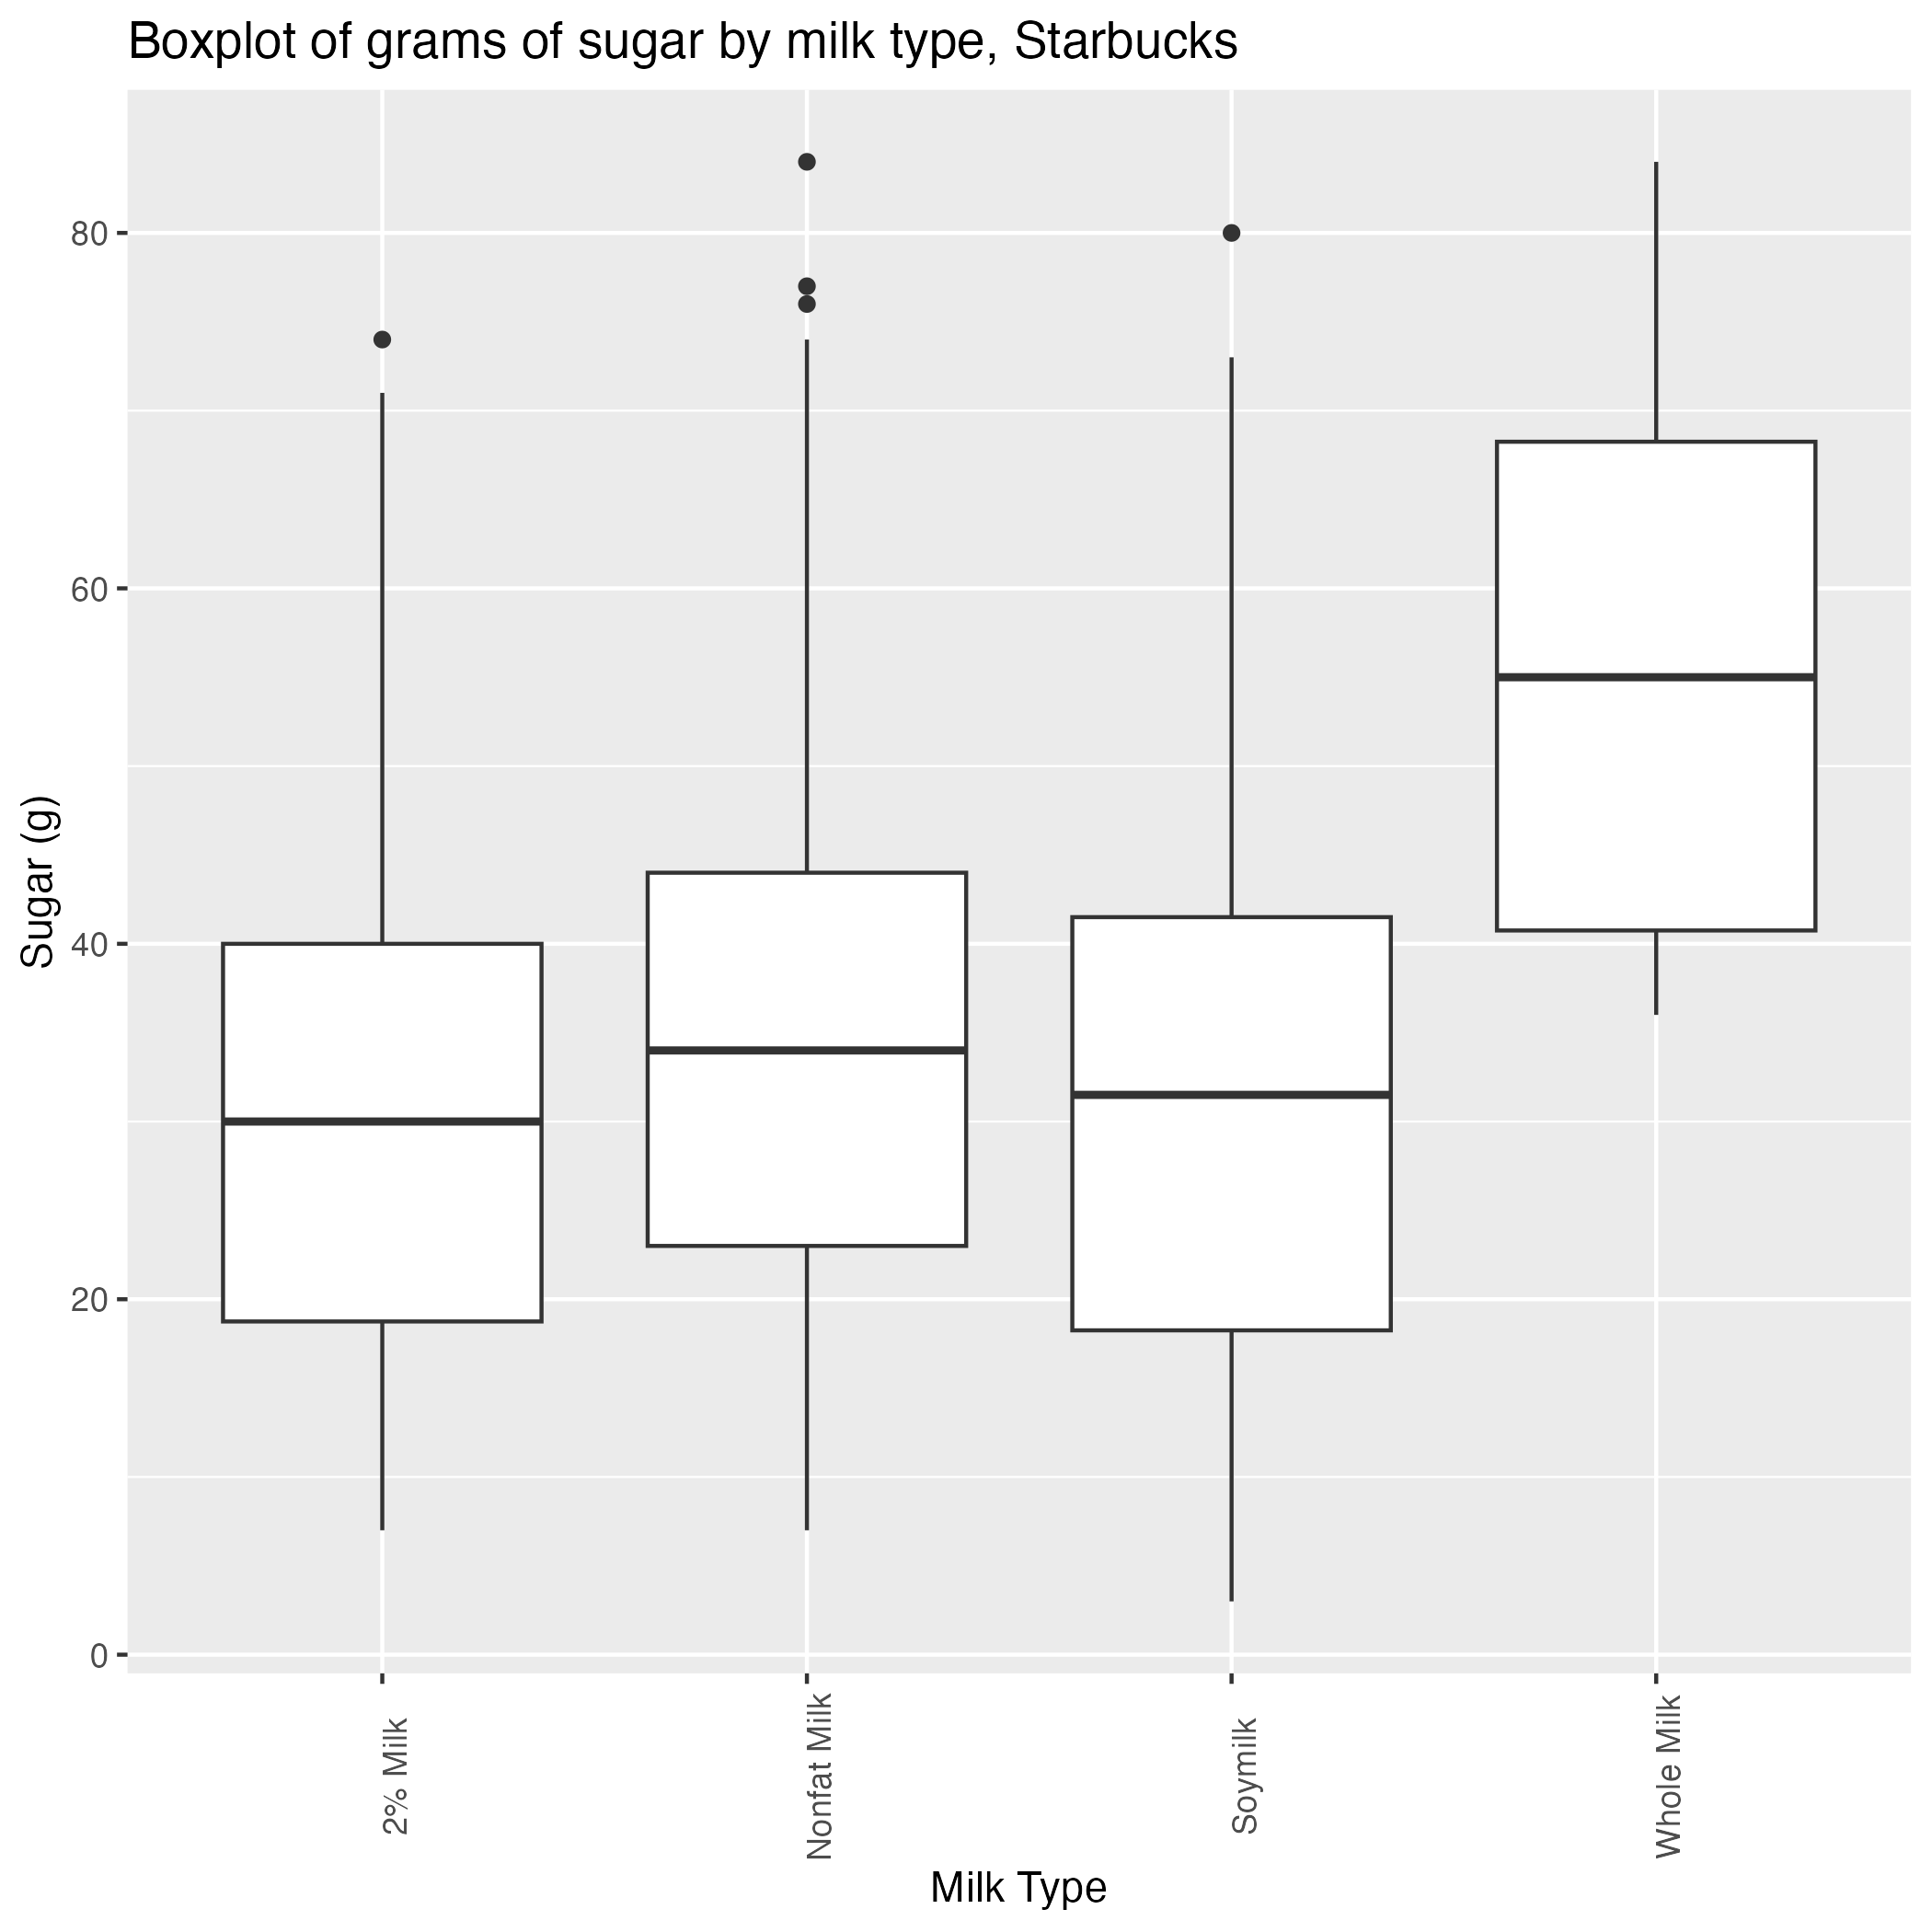 Boxplot of grams of sugar by milk type, Starbucks
Sugar (g)
80
60
40
20
0
2% Milk
Nonfat Milk
Soymilk
Whole Milk
Milk Type